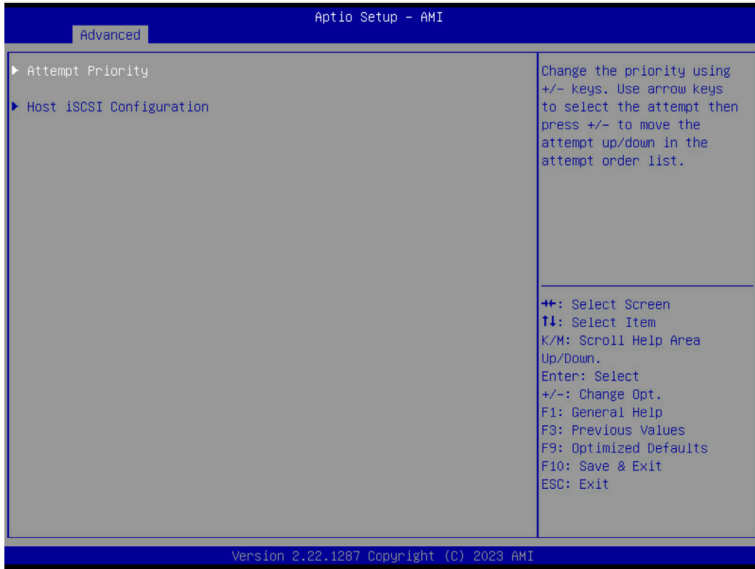 Aptio Setup – AMI
Advanced
▶ Attempt Priority
▶ Host iSCSI Configuration
Change the priority using
+/– keys. Use arrow keys
to select the attempt then
press +/– to move the
attempt up/down in the
attempt order list.
→←: Select Screen
↑↓: Select Item
K/M: Scroll Help Area
Up/Down.
Enter: Select
+/–: Change Opt.
F1: General Help
F3: Previous Values
F9: Optimized Defaults
F10: Save & Exit
ESC: Exit
Version 2.22.1287 Copyright (C) 2023 AMI